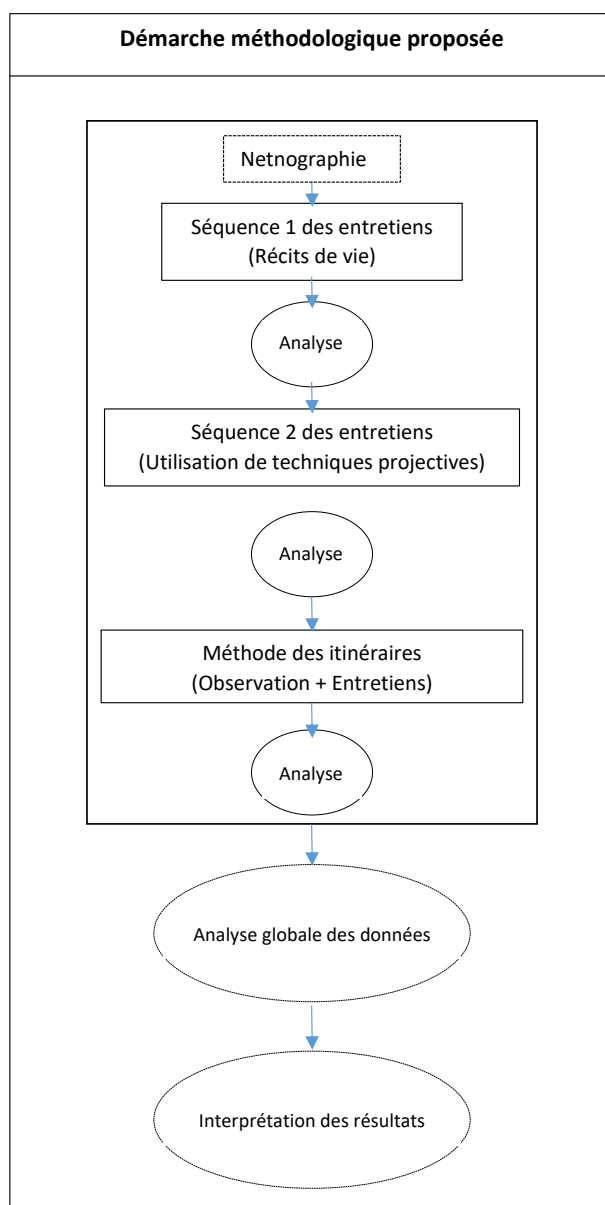 Démarche méthodologique proposée
Netnographie
Séquence 1 des entretiens
(Récits de vie)
Analyse
Séquence 2 des entretiens
(Utilisation de techniques projectives)
Analyse
Méthode des itinéraires
(Observation + Entretiens)
Analyse
Analyse globale des données
Interprétation des résultats